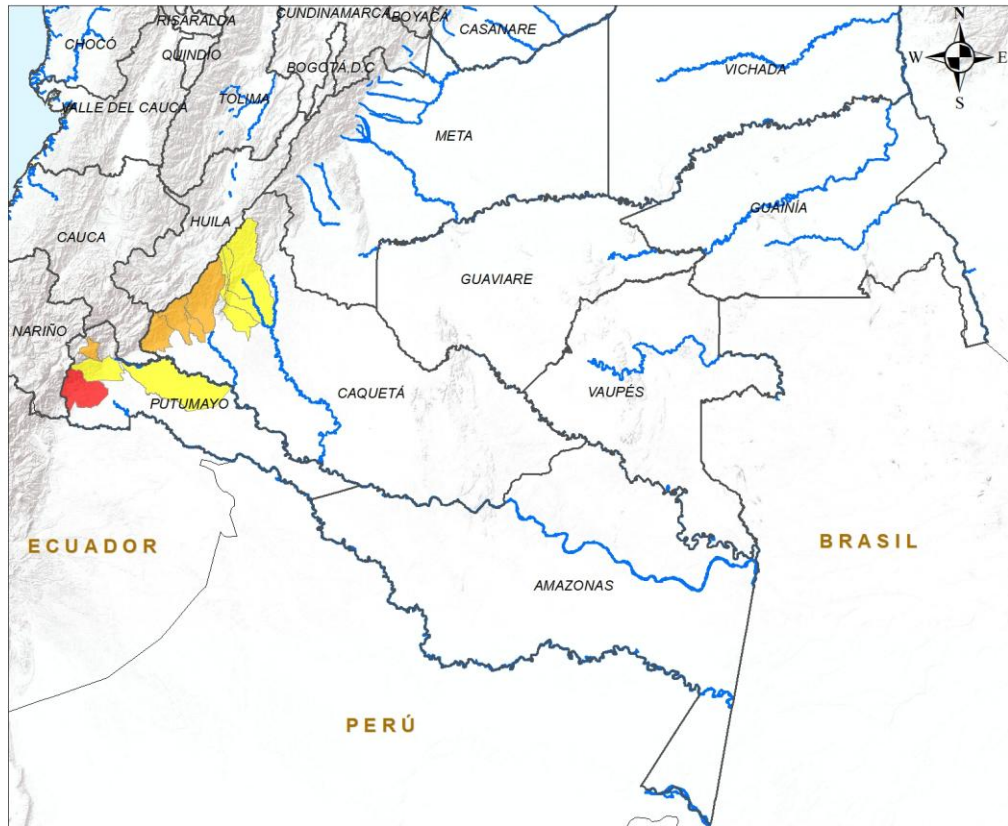 RISARALDA
CUNDINAMARCA
BOYACÁ
CASANARE
N
CHOCÓ
QUINDÍO
BOGOTÁ D.C
W
E
VICHADA
S
VALLE DEL CAUCA
TOLIMA
META
HUILA
GUAINÍA
CAUCA
GUAVIARE
NARIÑO
CAQUETÁ
VAUPÉS
PUTUMAYO
ECUADOR
BRASIL
AMAZONAS
PERÚ